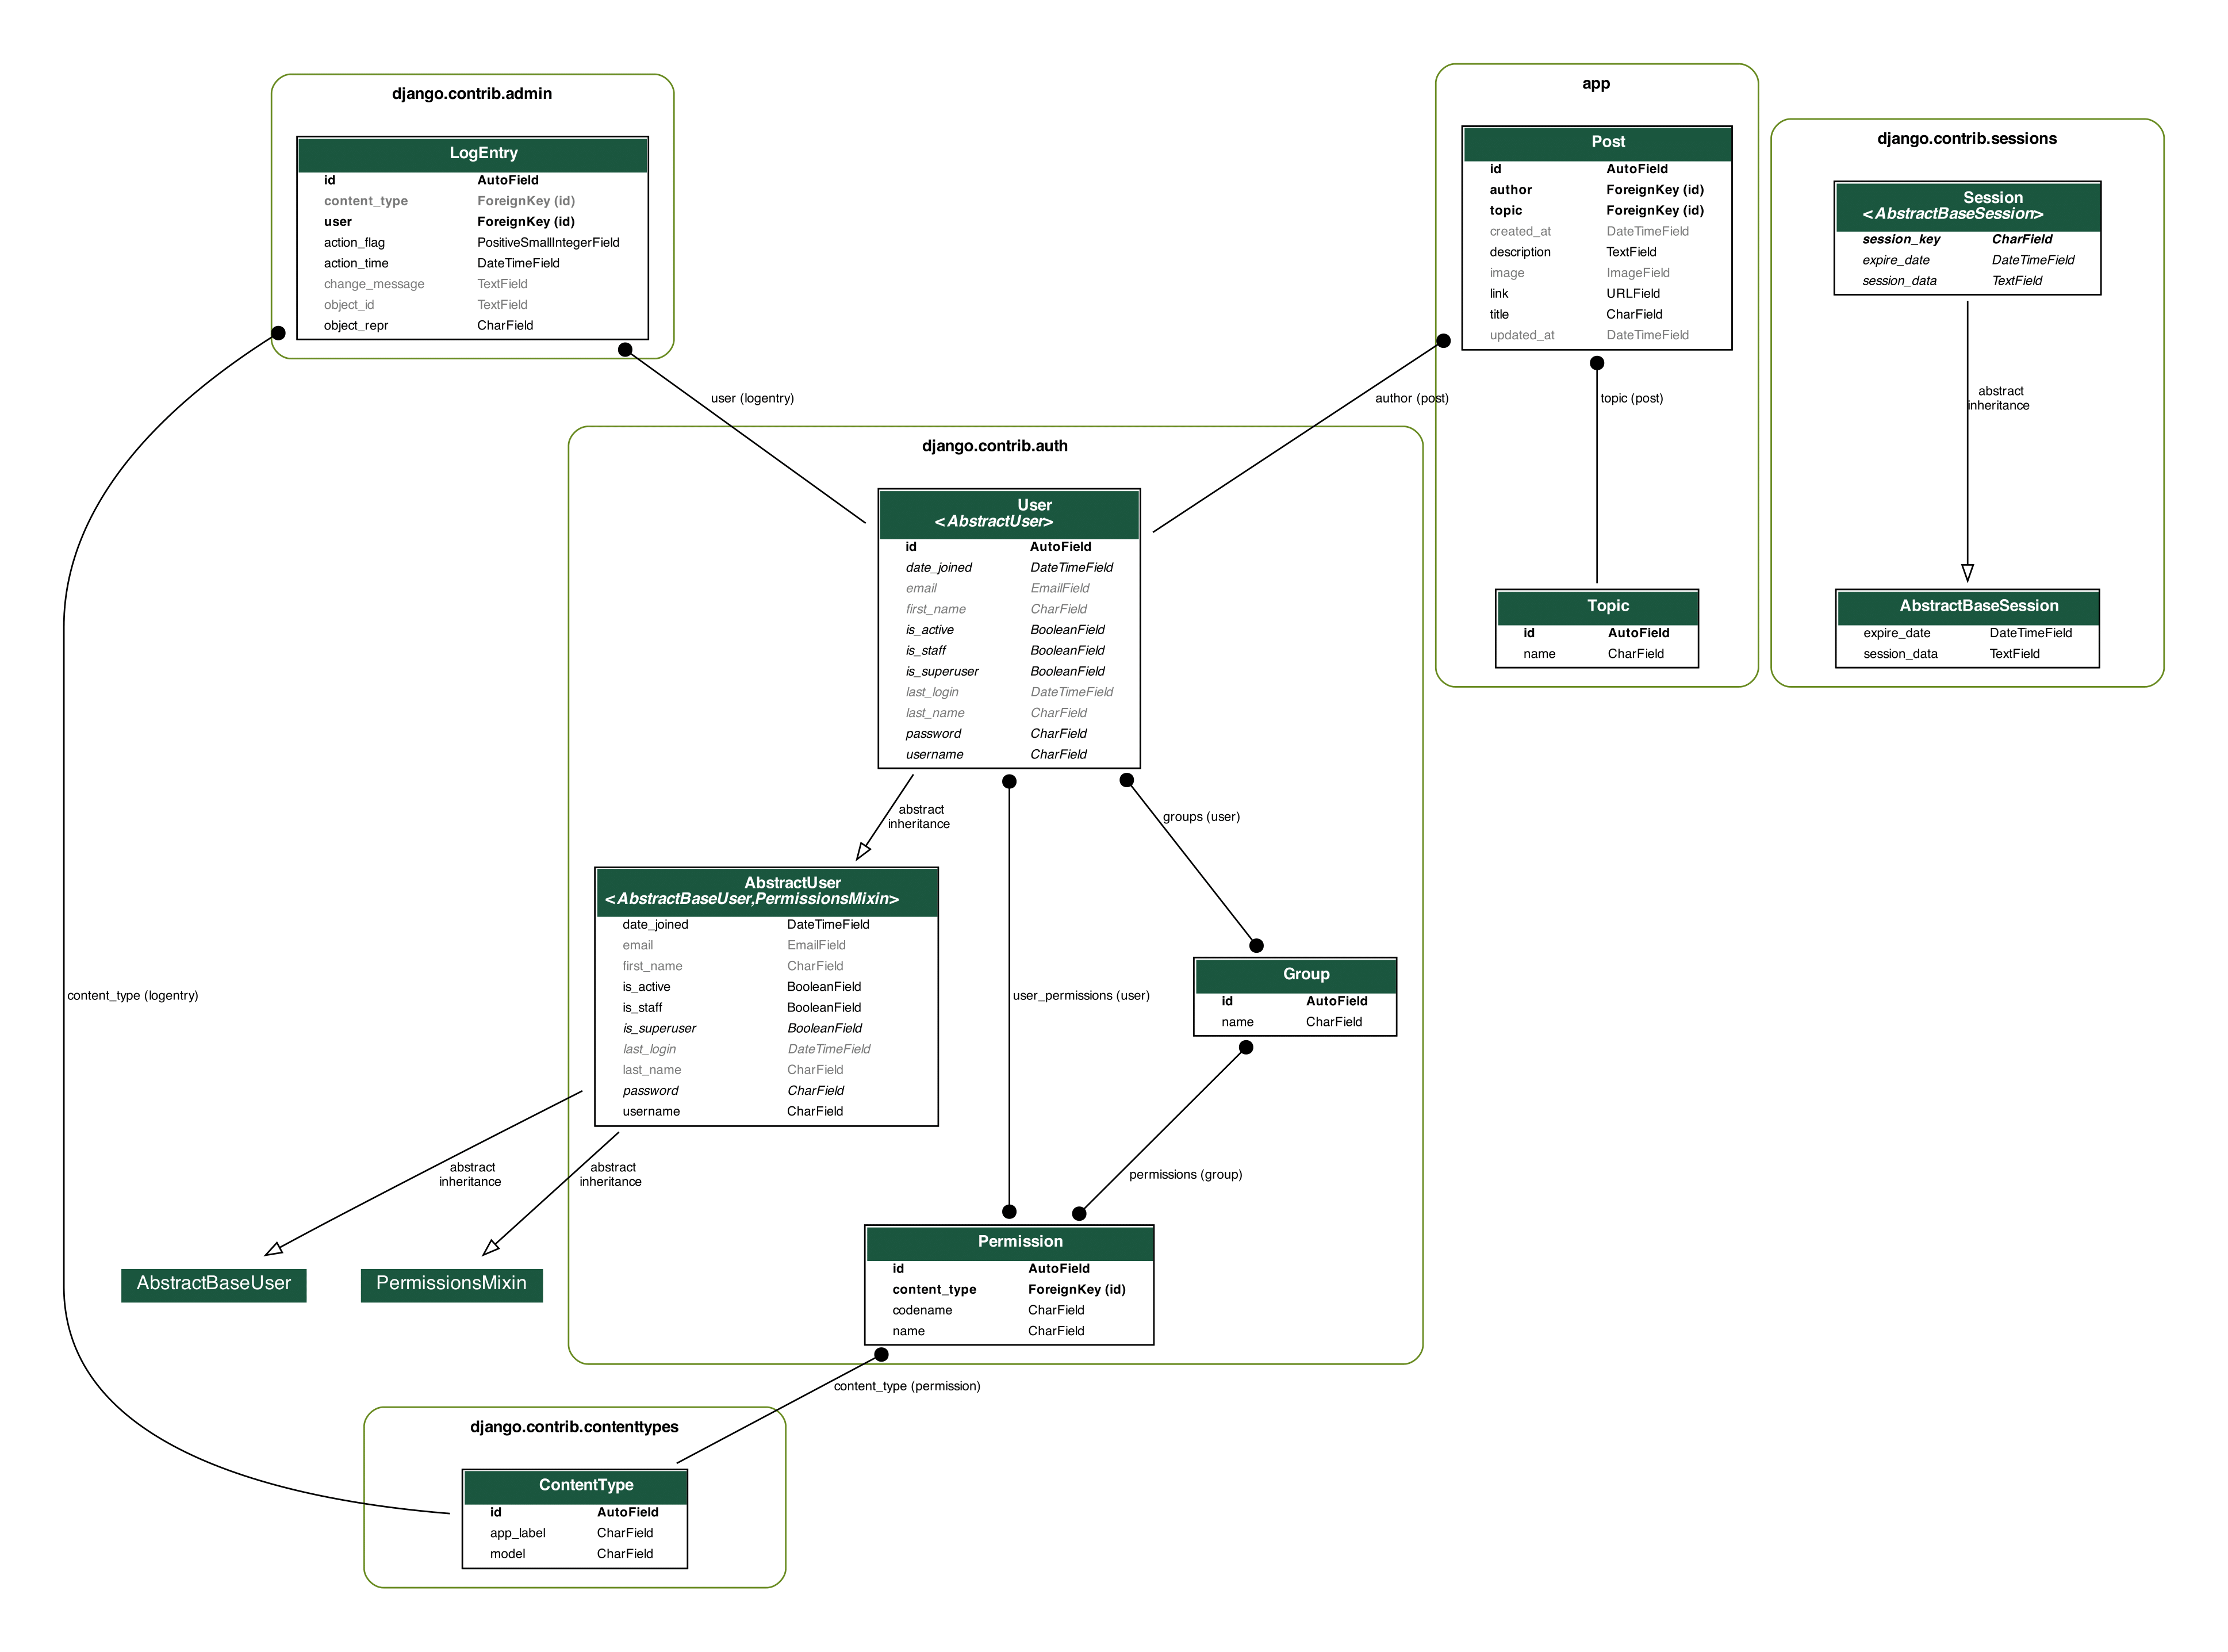 django.contrib.admin
LogEntry
id AutoField
content_type ForeignKey (id)
user ForeignKey (id)
action_flag PositiveSmallIntegerField
action_time DateTimeField
change_message TextField
object_id TextField
object_repr CharField
app
Post
id AutoField
author ForeignKey (id)
topic ForeignKey (id)
created_at DateTimeField
description TextField
image ImageField
link URLField
title CharField
updated_at DateTimeField
django.contrib.sessions
Session
<AbstractBaseSession>
session_key CharField
expire_date DateTimeField
session_data TextField
user (logentry)
author (post)
topic (post)
abstract
inheritance
django.contrib.auth
User
<AbstractUser>
id AutoField
date_joined DateTimeField
email EmailField
first_name CharField
is_active BooleanField
is_staff BooleanField
is_superuser BooleanField
last_login DateTimeField
last_name CharField
password CharField
username CharField
Topic
id AutoField
name CharField
AbstractBaseSession
expire_date DateTimeField
session_data TextField
abstract
inheritance
groups (user)
AbstractUser
<AbstractBaseUser,PermissionsMixin>
date_joined DateTimeField
email EmailField
first_name CharField
is_active BooleanField
is_staff BooleanField
is_superuser BooleanField
last_login DateTimeField
last_name CharField
password CharField
username CharField
content_type (logentry)
user_permissions (user)
Group
id AutoField
name CharField
abstract
inheritance
abstract
inheritance
permissions (group)
AbstractBaseUser
PermissionsMixin
Permission
id AutoField
content_type ForeignKey (id)
codename CharField
name CharField
content_type (permission)
django.contrib.contenttypes
ContentType
id AutoField
app_label CharField
model CharField